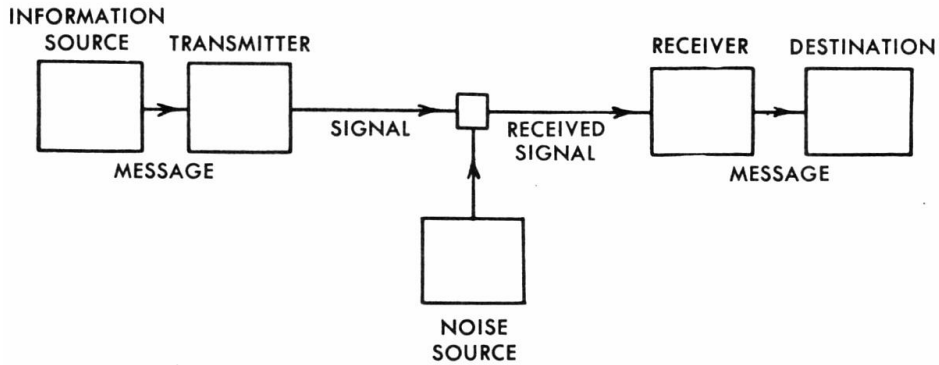 INFORMATION
SOURCE
TRANSMITTER
RECEIVER
DESTINATION
SIGNAL
RECEIVED
SIGNAL
MESSAGE
MESSAGE
NOISE
SOURCE